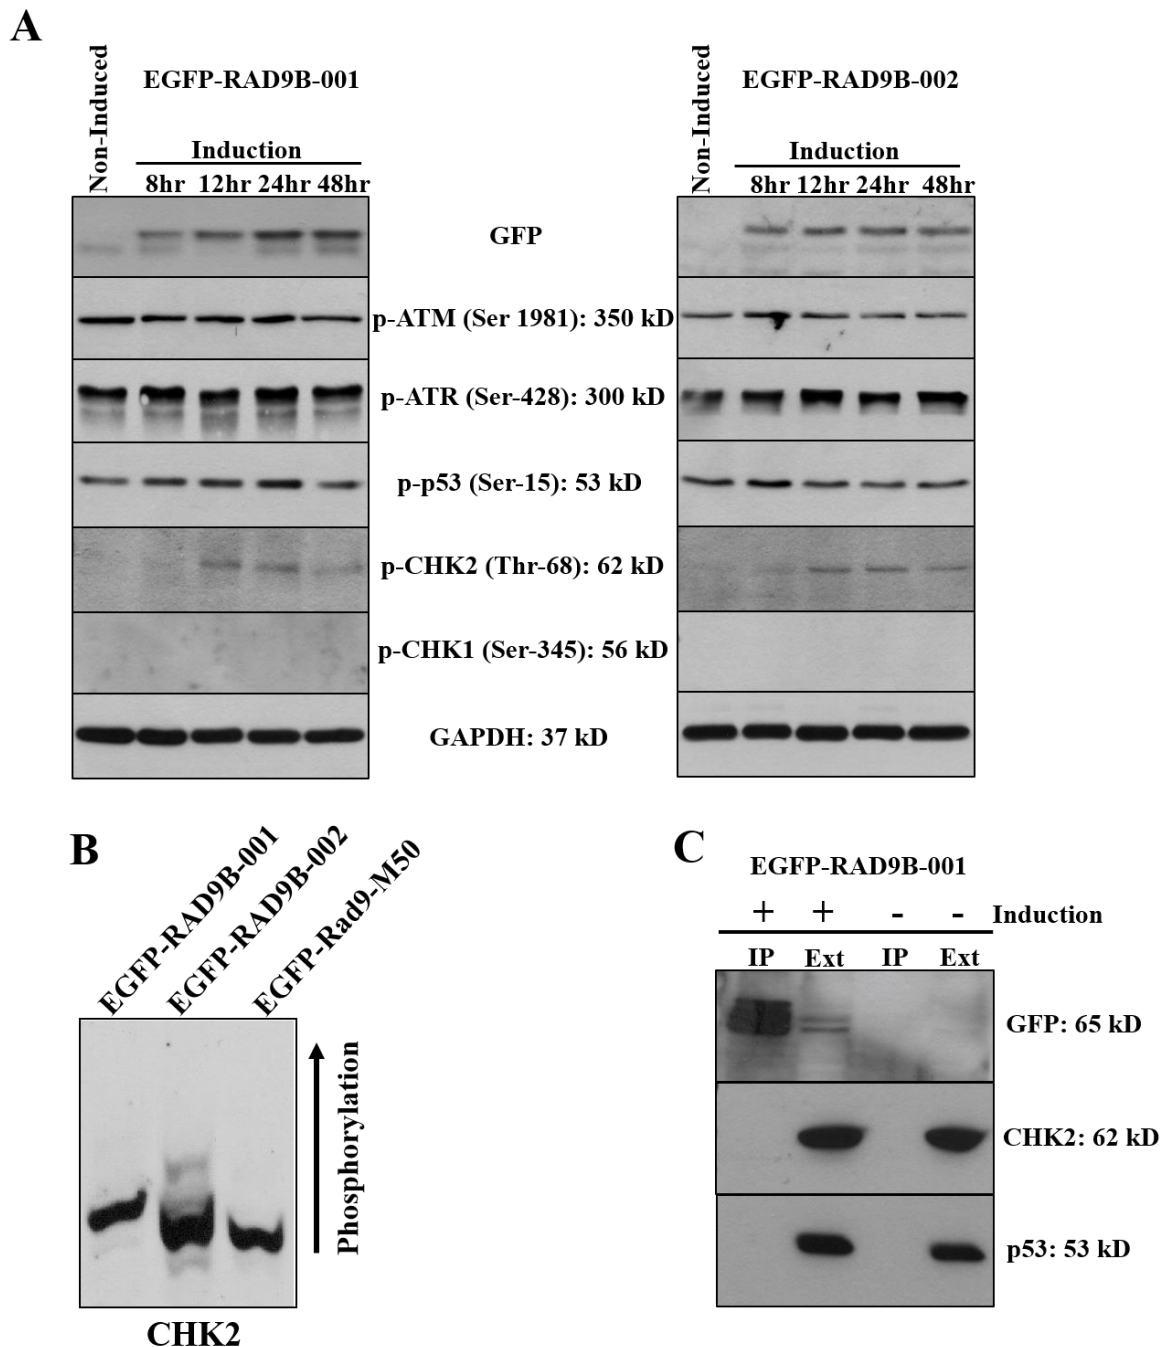 A
Non-Induced
EGFP-RAD9B-001
Induction
8hr 12hr 24hr 48hr
Non-Induced
EGFP-RAD9B-002
Induction
8hr 12hr 24hr 48hr
GFP
p-ATM (Ser 1981): 350 kD
p-ATR (Ser-428): 300 kD
p-p53 (Ser-15): 53 kD
p-CHK2 (Thr-68): 62 kD
p-CHK1 (Ser-345): 56 kD
GAPDH: 37 kD
B
EGFP-RAD9B-001
EGFP-RAD9B-002
EGFP-Rad9-M50
Phosphorylation
CHK2
C
EGFP-RAD9B-001
+ + - - Induction
IP Ext IP Ext
GFP: 65 kD
CHK2: 62 kD
p53: 53 kD